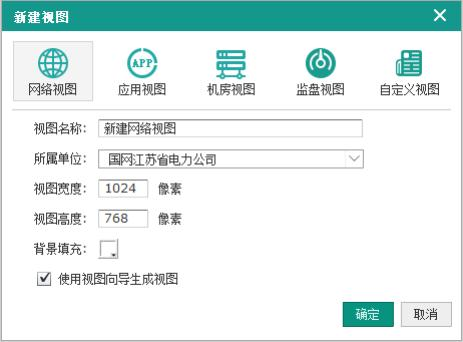 新建视图
网络视图 APP 应用视图 机房视图 监盘视图 自定义视图
视图名称: 新建网络视图
所属单位: 国网江苏省电力公司
视图宽度: 1024 像素
视图高度: 768 像素
背景填充:
使用视图向导生成视图
确定 取消